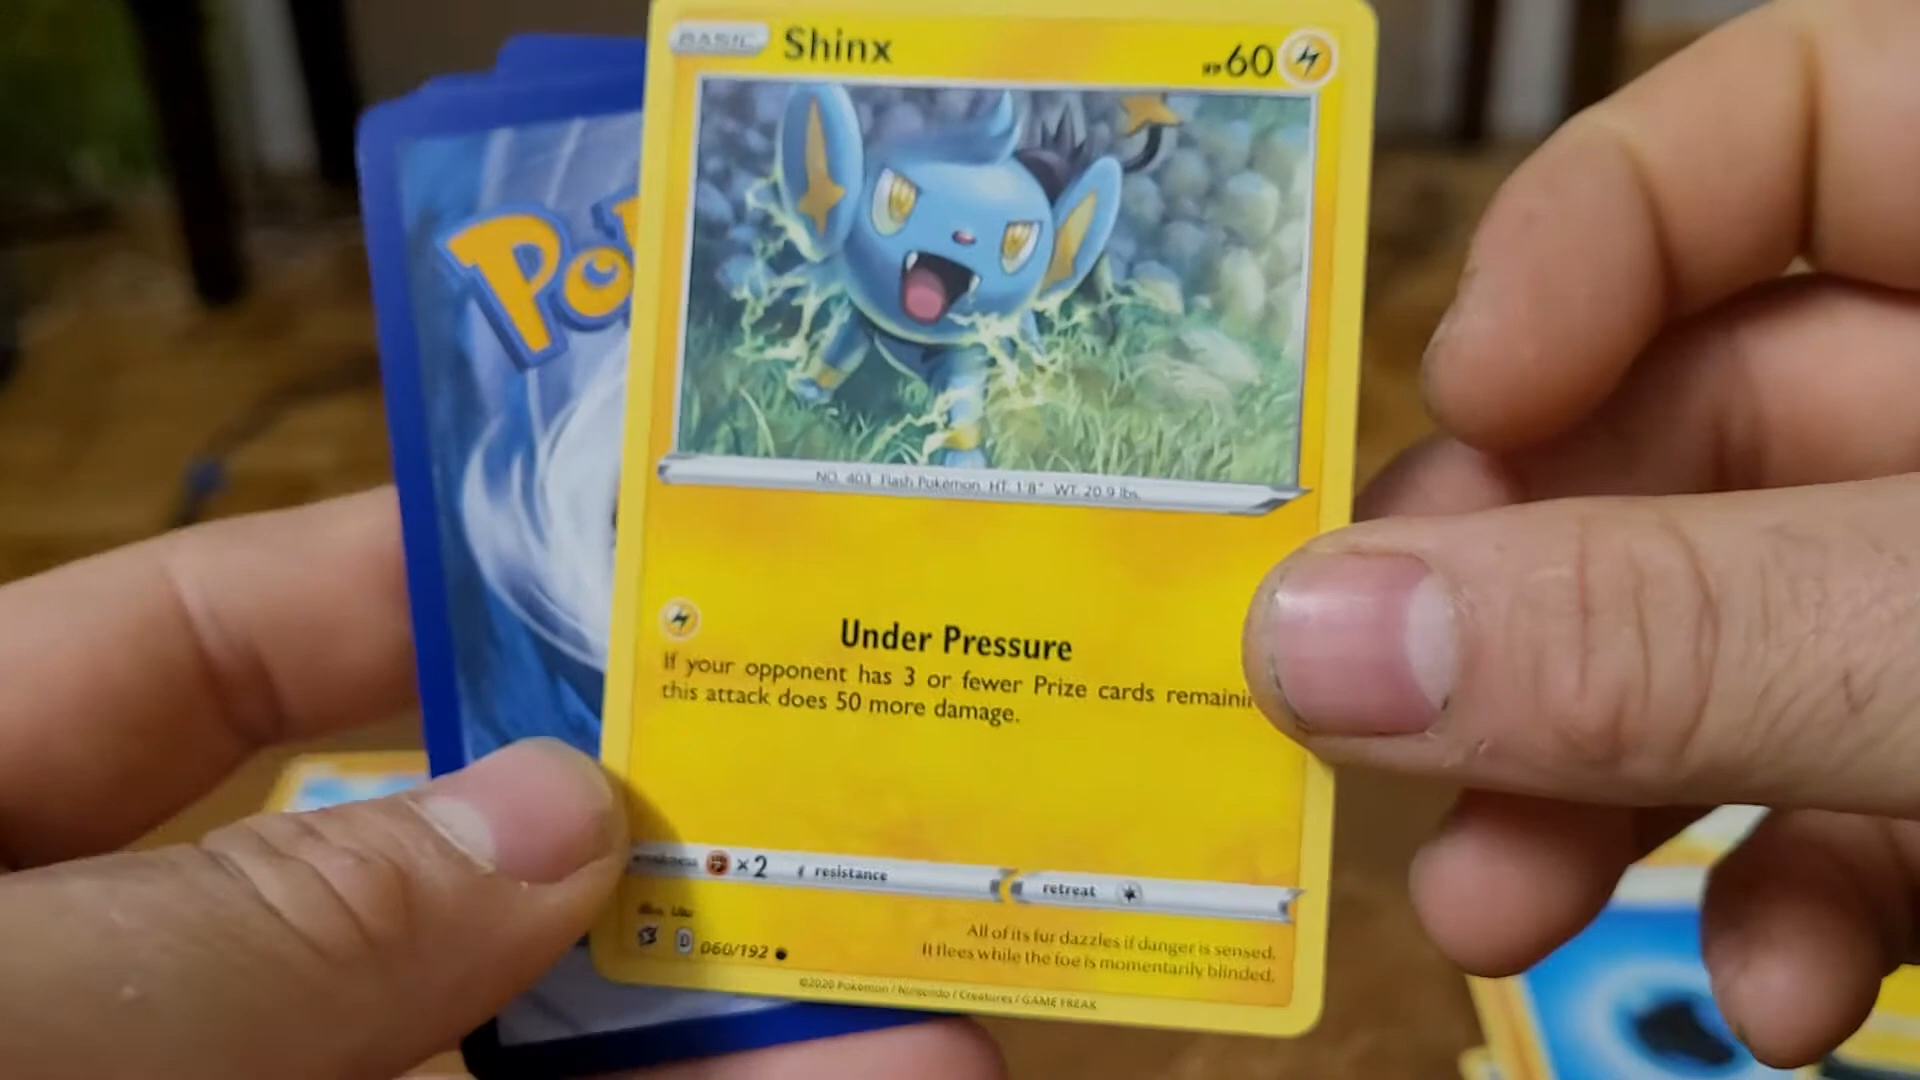 BASIC Shinx HP60
Po
NO. 403 Flash Pokémon HT. 1'8" WT. 20.9 lbs.
Under Pressure
If your opponent has 3 or fewer Prize cards
this attack does 50 more damage.
weakness ×2 resistance retreat
D 060/192
All of its fur dazzles if danger is sensed.
It flees while the foe is momentarily blinded.
©2020 Pokémon / Nintendo / Creatures / GAME FREAK